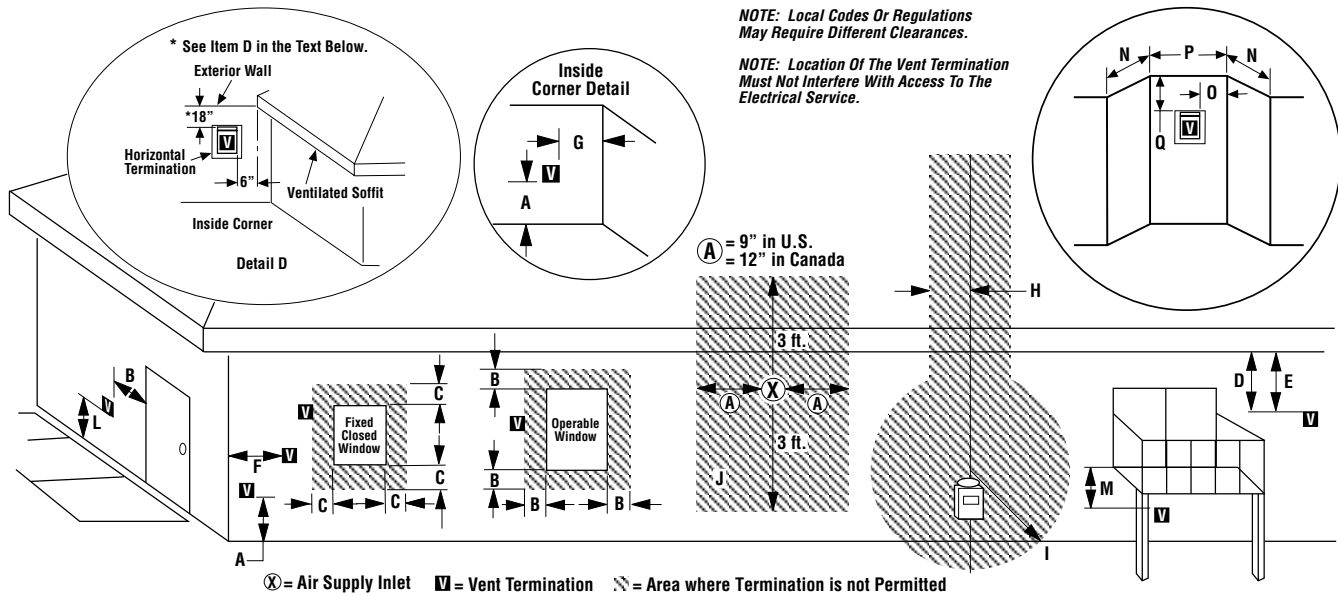 * See Item D in the Text Below.
Exterior Wall
*18"
V
Horizontal
Termination
6"
Ventilated Soffit
Inside Corner
Detail D
Inside
Corner Detail
G
V
A
NOTE: Local Codes Or Regulations
May Require Different Clearances.
NOTE: Location Of The Vent Termination
Must Not Interfere With Access To The
Electrical Service.
N P N
O
Q
V
A = 9" in U.S.
= 12" in Canada
H
3 ft.
A X A
3 ft.
J
B
V
L
F
V
V
A
C
V
Fixed
Closed
Window
C
C
C C
B
V
Operable
Window
B
B B
I
D E
V
M
V
X = Air Supply Inlet V = Vent Termination = Area where Termination is not Permitted